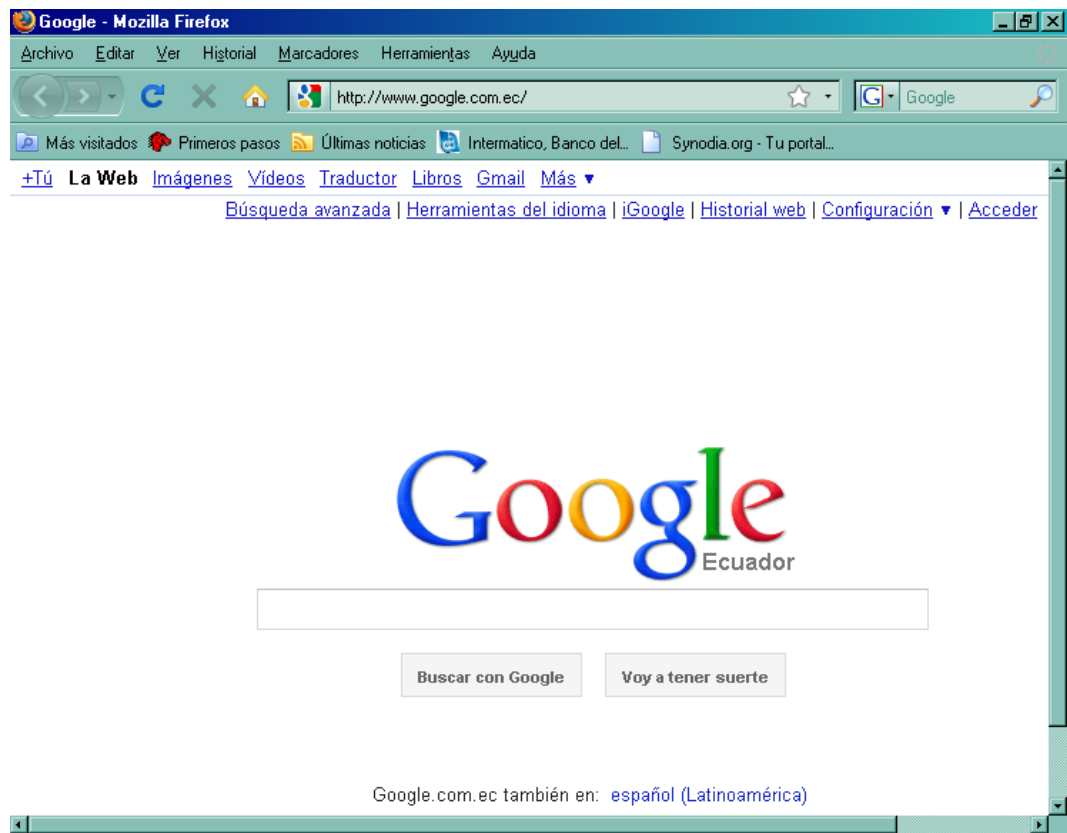 Google - Mozilla Firefox
Archivo Editar Ver Historial Marcadores Herramientas Ayuda
http://www.google.com.ec/ G Google
Más visitados Primeros pasos Últimas noticias Intermatico, Banco del... Synodia.org - Tu portal...
+Tú La Web Imágenes Vídeos Traductor Libros Gmail Más ▼
Búsqueda avanzada | Herramientas del idioma | iGoogle | Historial web | Configuración ▼ | Acceder
Google
Ecuador
Buscar con Google Voy a tener suerte
Google.com.ec también en: español (Latinoamérica)